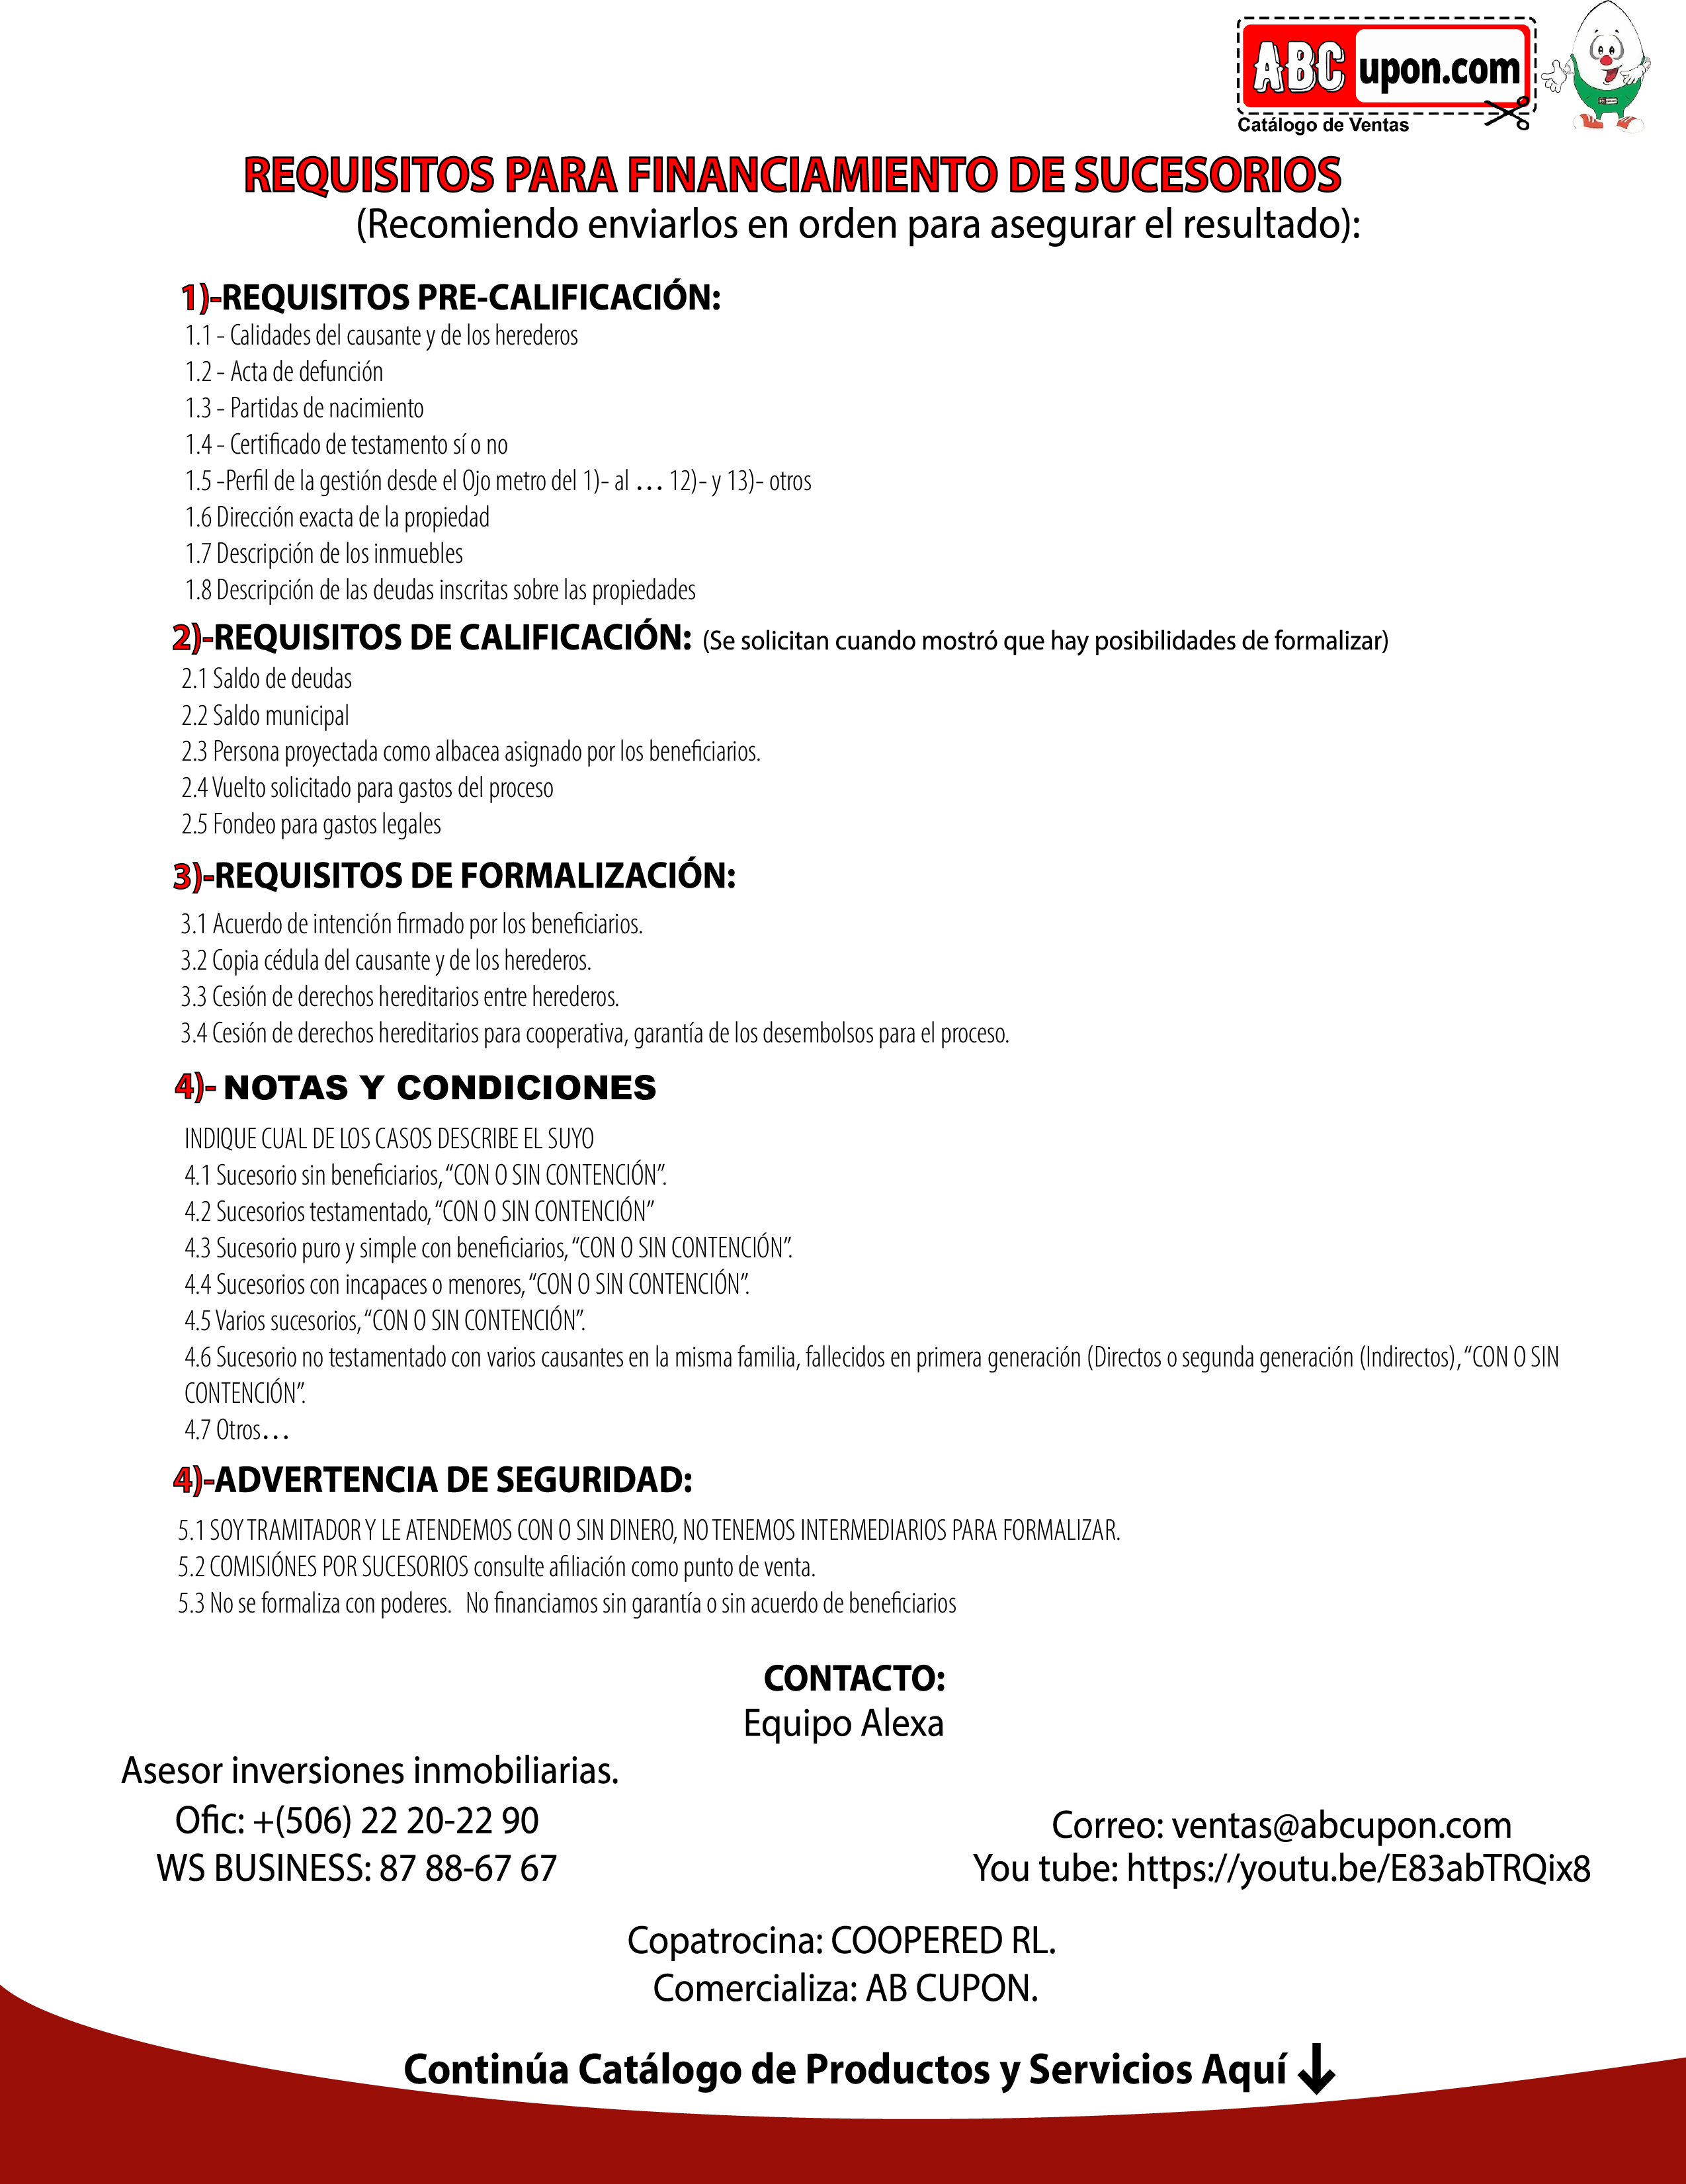 ABC upon.com
Catálogo de Ventas
REQUISITOS PARA FINANCIAMIENTO DE SUCESORIOS
(Recomiendo enviarlos en orden para asegurar el resultado):
1)-REQUISITOS PRE-CALIFICACIÓN:
1.1 - Calidades del causante y de los herederos
1.2 - Acta de defunción
1.3 - Partidas de nacimiento
1.4 - Certificado de testamento sí o no
1.5 -Perfil de la gestión desde el Ojo metro del 1)- al … 12)- y 13)- otros
1.6 Dirección exacta de la propiedad
1.7 Descripción de los inmuebles
1.8 Descripción de las deudas inscritas sobre las propiedades
2)-REQUISITOS DE CALIFICACIÓN: (Se solicitan cuando mostró que hay posibilidades de formalizar)
2.1 Saldo de deudas
2.2 Saldo municipal
2.3 Persona proyectada como albacea asignado por los beneficiarios.
2.4 Vuelto solicitado para gastos del proceso
2.5 Fondeo para gastos legales
3)-REQUISITOS DE FORMALIZACIÓN:
3.1 Acuerdo de intención firmado por los beneficiarios.
3.2 Copia cédula del causante y de los herederos.
3.3 Cesión de derechos hereditarios entre herederos.
3.4 Cesión de derechos hereditarios para cooperativa, garantía de los desembolsos para el proceso.
4)- NOTAS Y CONDICIONES
INDIQUE CUAL DE LOS CASOS DESCRIBE EL SUYO
4.1 Sucesorio sin beneficiarios, “CON O SIN CONTENCIÓN”.
4.2 Sucesorios testamentado, “CON O SIN CONTENCIÓN”
4.3 Sucesorio puro y simple con beneficiarios, “CON O SIN CONTENCIÓN”.
4.4 Sucesorios con incapaces o menores, “CON O SIN CONTENCIÓN”.
4.5 Varios sucesorios, “CON O SIN CONTENCIÓN”.
4.6 Sucesorio no testamentado con varios causantes en la misma familia, fallecidos en primera generación (Directos o segunda generación (Indirectos), “CON O SIN
CONTENCIÓN”.
4.7 Otros…
4)-ADVERTENCIA DE SEGURIDAD:
5.1 SOY TRAMITADOR Y LE ATENDEMOS CON O SIN DINERO, NO TENEMOS INTERMEDIARIOS PARA FORMALIZAR.
5.2 COMISIÓNES POR SUCESORIOS consulte afiliación como punto de venta.
5.3 No se formaliza con poderes. No financiamos sin garantía o sin acuerdo de beneficiarios
CONTACTO:
Equipo Alexa
Asesor inversiones inmobiliarias.
Ofic: +(506) 22 20-22 90
WS BUSINESS: 87 88-67 67
Correo: ventas@abcupon.com
You tube: https://youtu.be/E83abTRQix8
Copatrocina: COOPERED RL.
Comercializa: AB CUPON.
Continúa Catálogo de Productos y Servicios Aquí